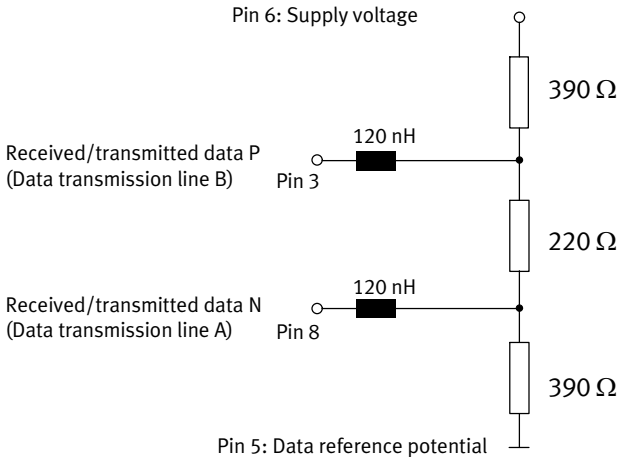 Pin 6: Supply voltage
390 Ω
120 nH
Received/transmitted data P
(Data transmission line B)
Pin 3
220 Ω
120 nH
Received/transmitted data N
(Data transmission line A)
Pin 8
390 Ω
Pin 5: Data reference potential